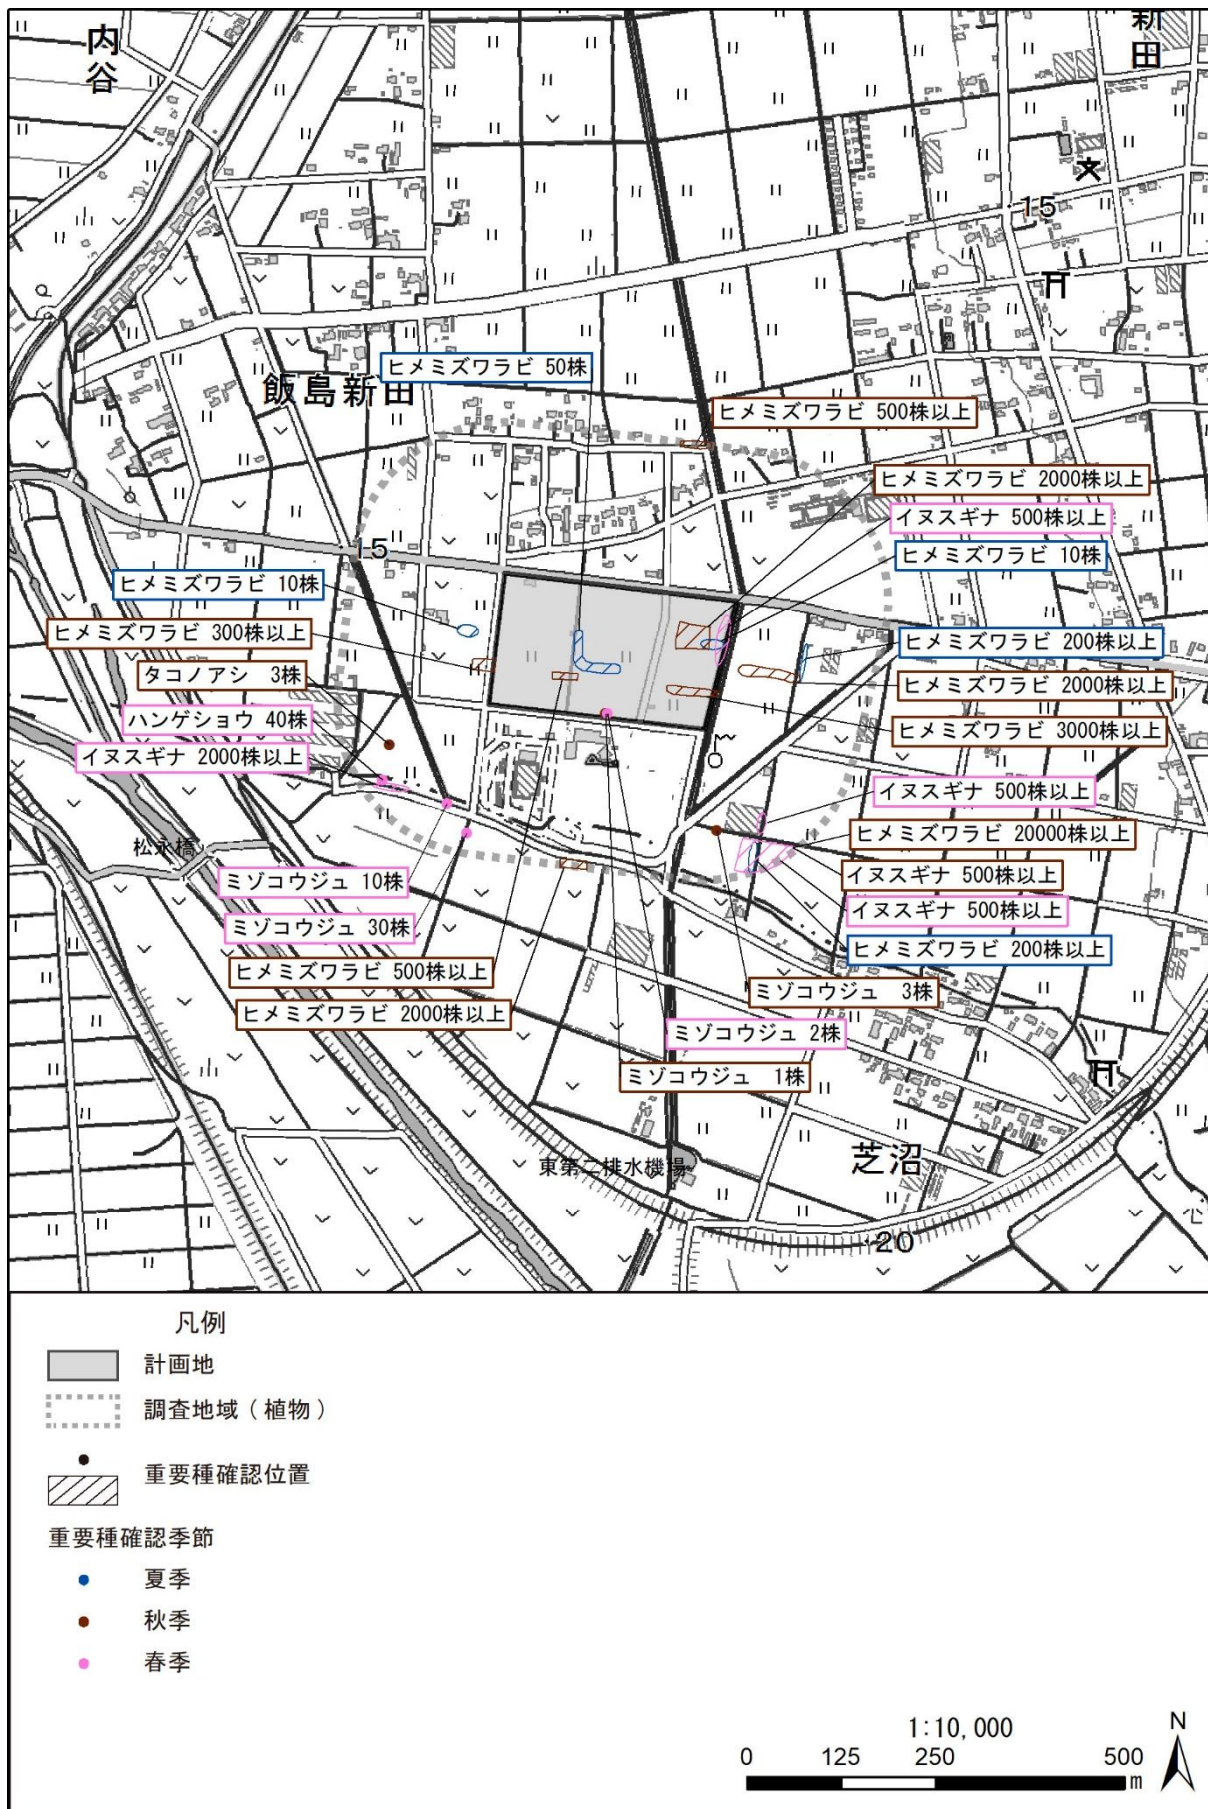 内谷
新田
15
飯島新田
ヒメミズワラビ 50株
ヒメミズワラビ 500株以上
ヒメミズワラビ 2000株以上
イヌスギナ 500株以上
ヒメミズワラビ 10株
15
ヒメミズワラビ 10株
ヒメミズワラビ 300株以上
タコノアシ 3株
ハンゲショウ 40株
イヌスギナ 2000株以上
ヒメミズワラビ 200株以上
ヒメミズワラビ 2000株以上
ヒメミズワラビ 3000株以上
イヌスギナ 500株以上
ヒメミズワラビ 20000株以上
イヌスギナ 500株以上
イヌスギナ 500株以上
ヒメミズワラビ 200株以上
松永橋
ミゾコウジュ 10株
ミゾコウジュ 30株
ヒメミズワラビ 500株以上
ヒメミズワラビ 2000株以上
ミゾコウジュ 3株
ミゾコウジュ 2株
ミゾコウジュ 1株
東第二排水機場
芝沼
20
凡例
計画地
調査地域（植物）
重要種確認位置
重要種確認季節
夏季
秋季
春季
1:10,000
0 125 250 500
m
N